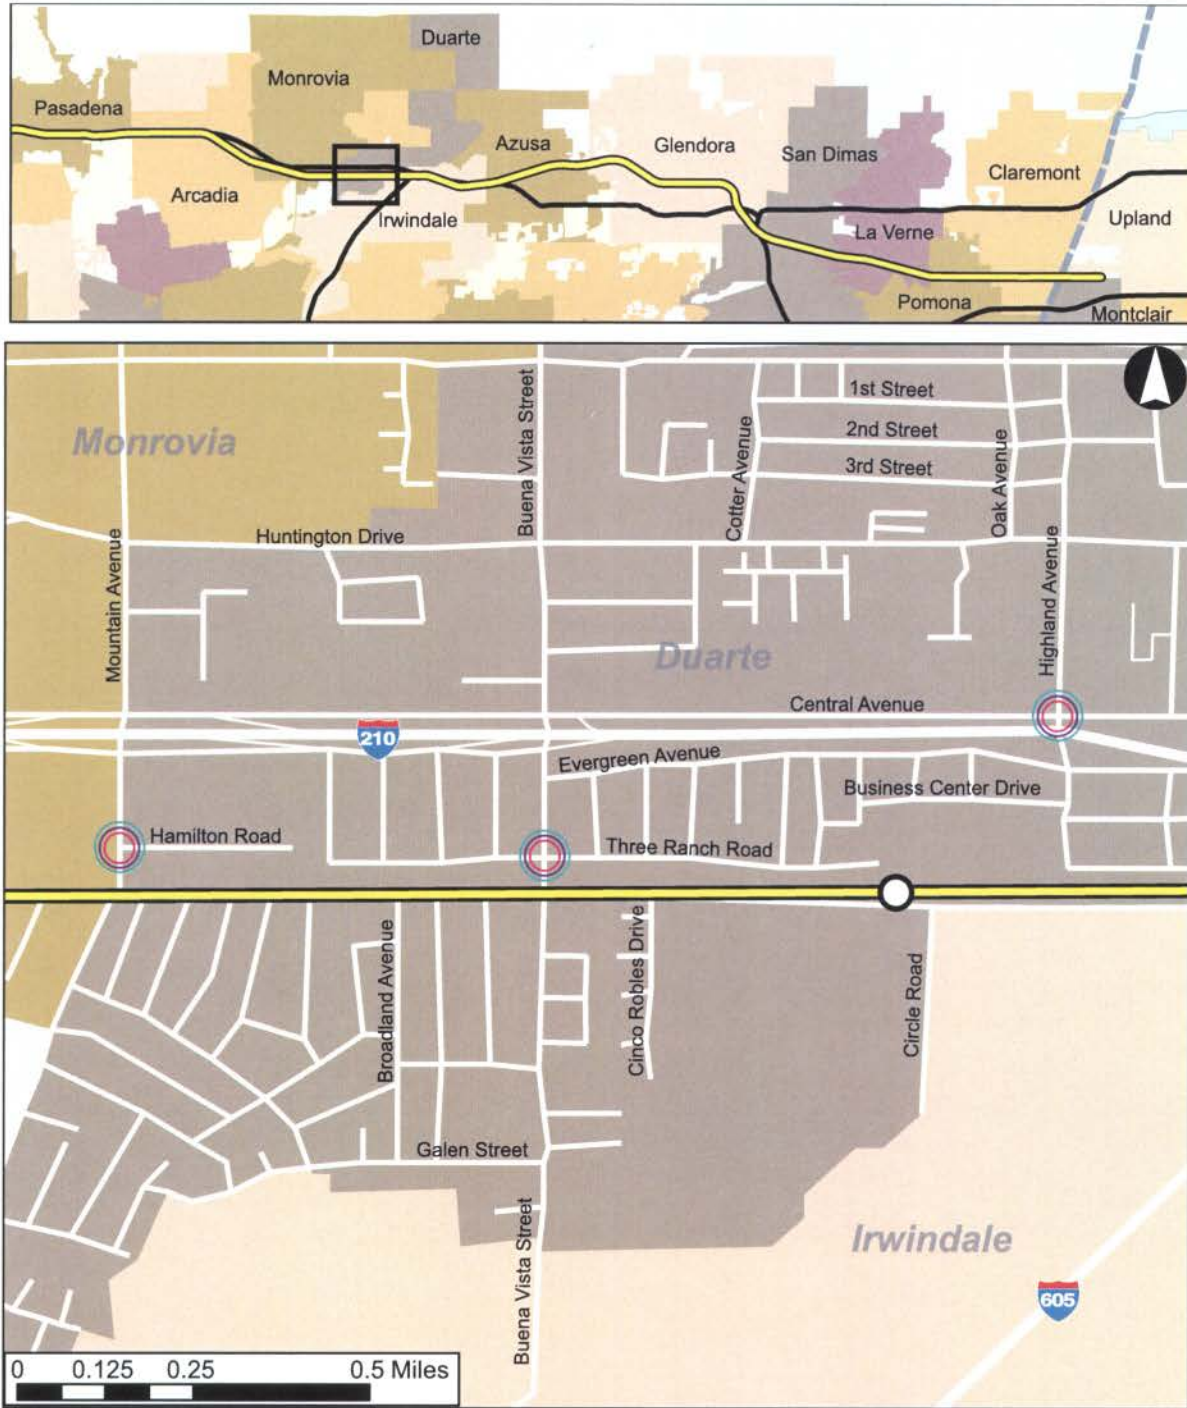 Duarte
Monrovia
Pasadena
Azusa
Glendora
San Dimas
Claremont
Arcadia
Irwindale
La Verne
Upland
Pomona
Montclair
1st Street
2nd Street
3rd Street
Monrovia
Buena Vista Street
Cotter Avenue
Oak Avenue
Huntington Drive
Mountain Avenue
Highland Avenue
Duarte
Central Avenue
210
Evergreen Avenue
Business Center Drive
Hamilton Road
Three Ranch Road
Broadland Avenue
Cinco Robles Drive
Circle Road
Galen Street
Buena Vista Street
Irwindale
605
0 0.125 0.25 0.5 Miles